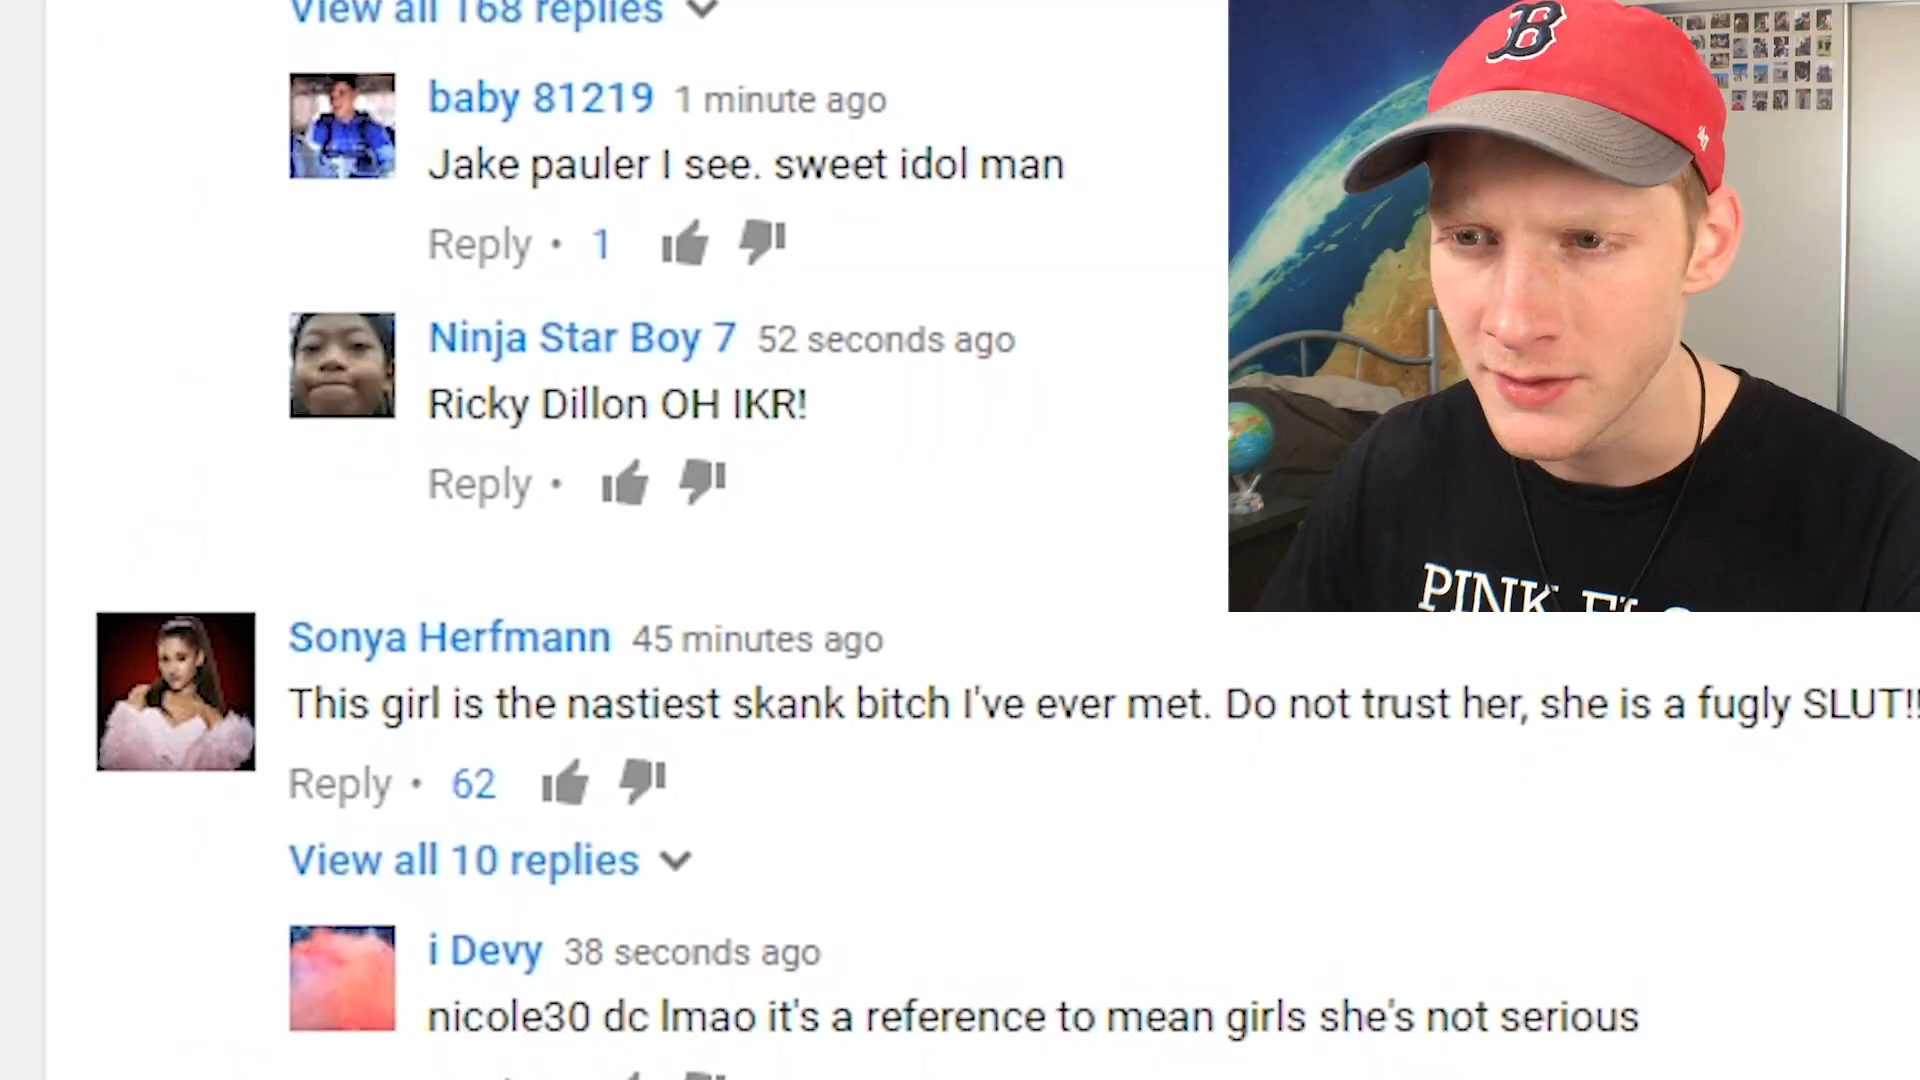 View all 168 replies
baby 81219 1 minute ago
Jake pauler I see. sweet idol man
Reply • 1
Ninja Star Boy 7 52 seconds ago
Ricky Dillon OH IKR!
Reply •
B
PINK
Sonya Herfmann 45 minutes ago
This girl is the nastiest skank bitch I've ever met. Do not trust her, she is a fugly SLUT!!
Reply • 62
View all 10 replies
i Devy 38 seconds ago
nicole30 dc lmao it's a reference to mean girls she's not serious